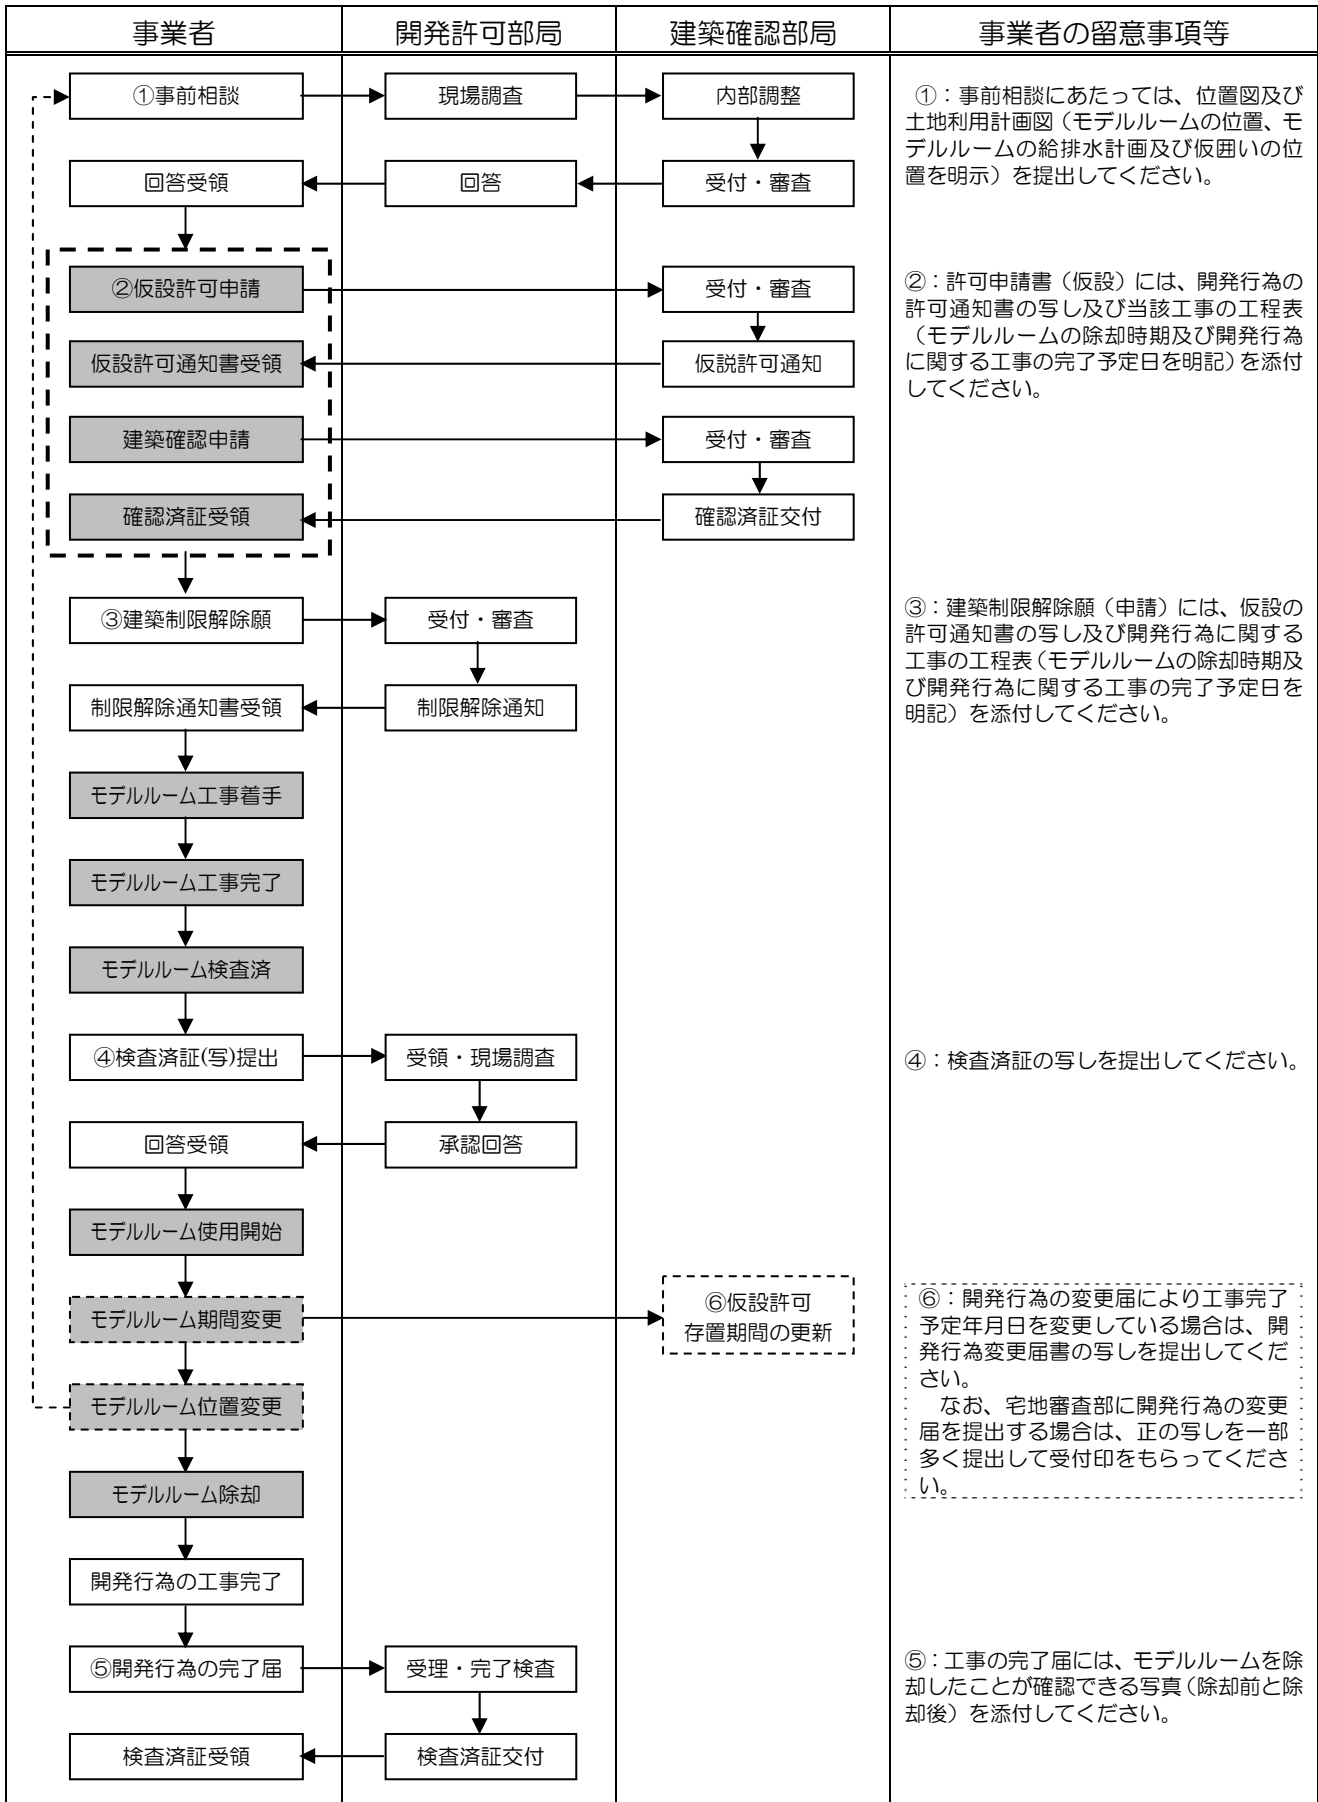 事業者
開発許可部局
建築確認部局
事業者の留意事項等
①事前相談
現場調査
内部調整
回答受領
回答
受付・審査
①：事前相談にあたっては、位置図及び
土地利用計画図（モデルルームの位置、モ
デルルームの給排水計画及び仮囲いの位
置を明示）を提出してください。
②仮設許可申請
受付・審査
仮設許可通知書受領
仮説許可通知
建築確認申請
受付・審査
確認済証受領
確認済証交付
②：許可申請書（仮設）には、開発行為の
許可通知書の写し及び当該工事の工程表
（モデルルームの除却時期及び開発行為
に関する工事の完了予定日を明記）を添付
してください。
③建築制限解除願
受付・審査
制限解除通知書受領
制限解除通知
③：建築制限解除願（申請）には、仮設の
許可通知書の写し及び開発行為に関する
工事の工程表（モデルルームの除却時期及
び開発行為に関する工事の完了予定日を
明記）を添付してください。
モデルルーム工事着手
モデルルーム工事完了
モデルルーム検査済
④検査済証(写)提出
受領・現場調査
④：検査済証の写しを提出してください。
回答受領
承認回答
モデルルーム使用開始
モデルルーム期間変更
⑥仮設許可
存置期間の更新
モデルルーム位置変更
⑥：開発行為の変更届により工事完了
予定年月日を変更している場合は、開
発行為変更届書の写しを提出してくだ
さい。
なお、宅地審査部に開発行為の変更
届を提出する場合は、正の写しを一部
多く提出して受付印をもらってくださ
い。
モデルルーム除却
開発行為の工事完了
⑤開発行為の完了届
受理・完了検査
検査済証受領
検査済証交付
⑤：工事の完了届には、モデルルームを除
却したことが確認できる写真（除却前と除
却後）を添付してください。